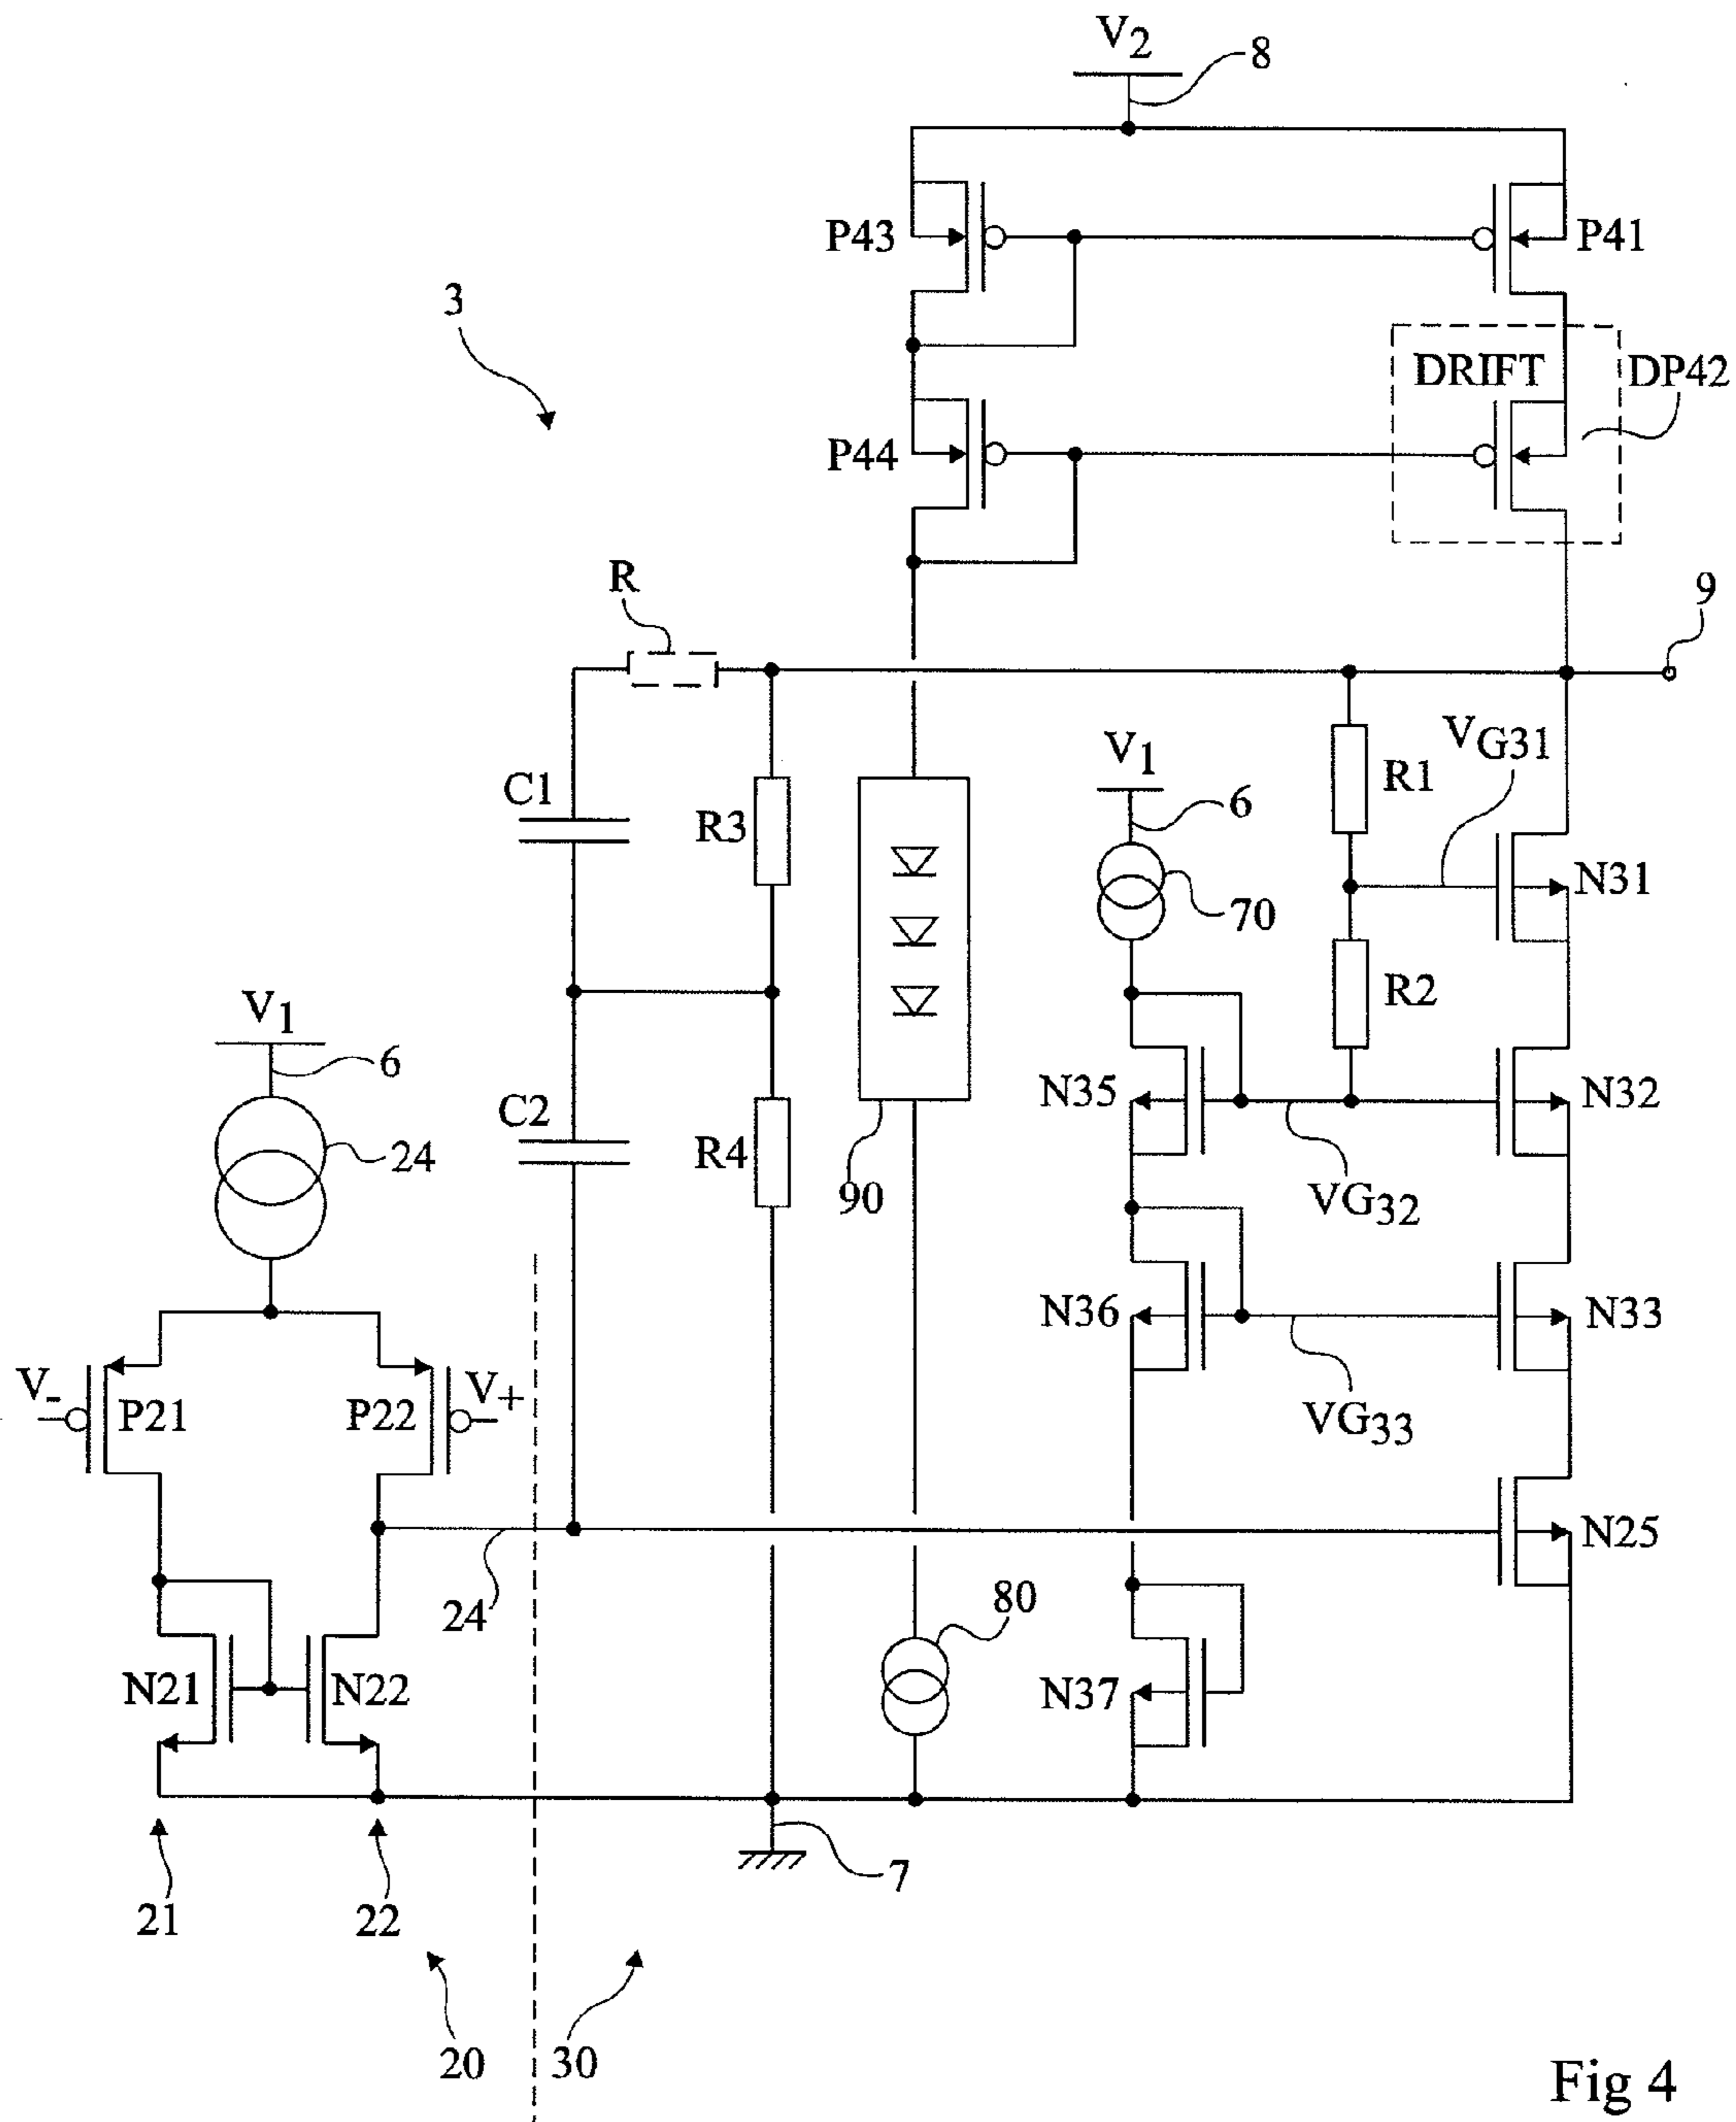 V2
8
P43
P41
3
DRIFT
DP42
P44
R
9
V1
6
VG31
R1
C1
R3
N31
70
R2
V1
6
N35
N32
C2
24
R4
90
VG32
N36
N33
V-
P21
P22
V+
VG33
N25
24
80
N21
N22
N37
7
21
22
20
30
Fig 4